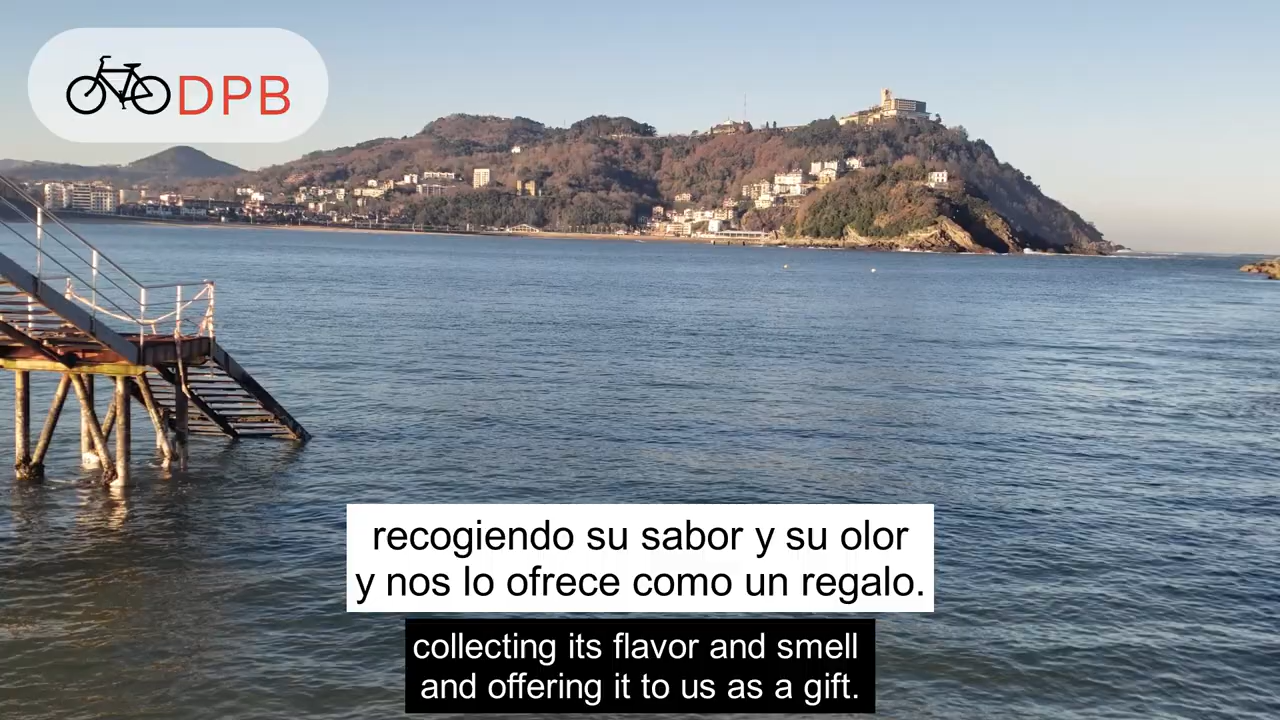 DPB
recogiendo su sabor y su olor
y nos lo ofrece como un regalo.
collecting its flavor and smell
and offering it to us as a gift.